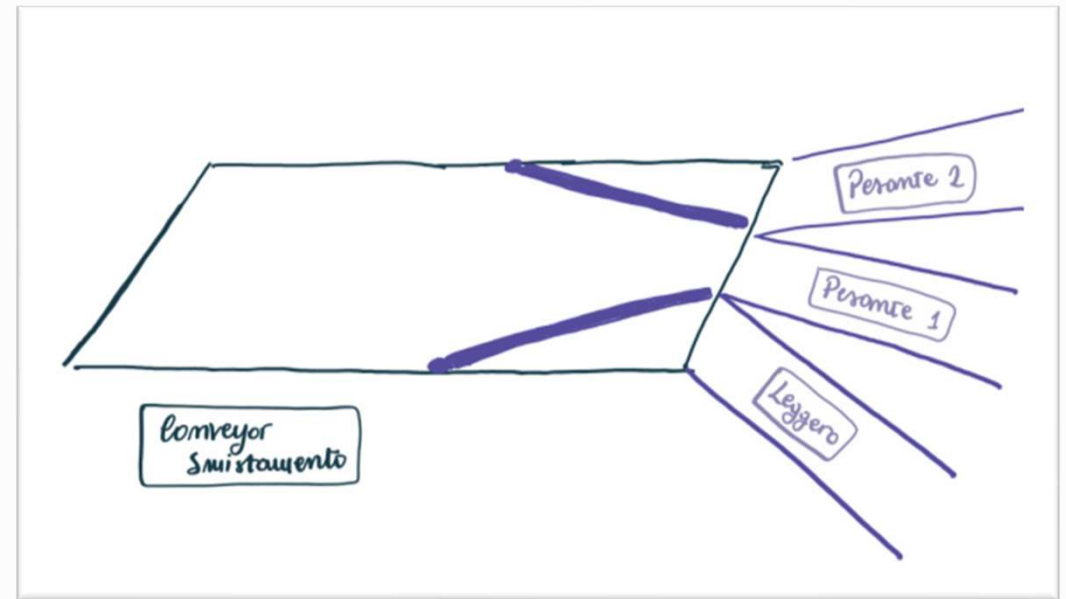 Pesante 2
Pesante 1
Leggero
Conveyor
Smistamento